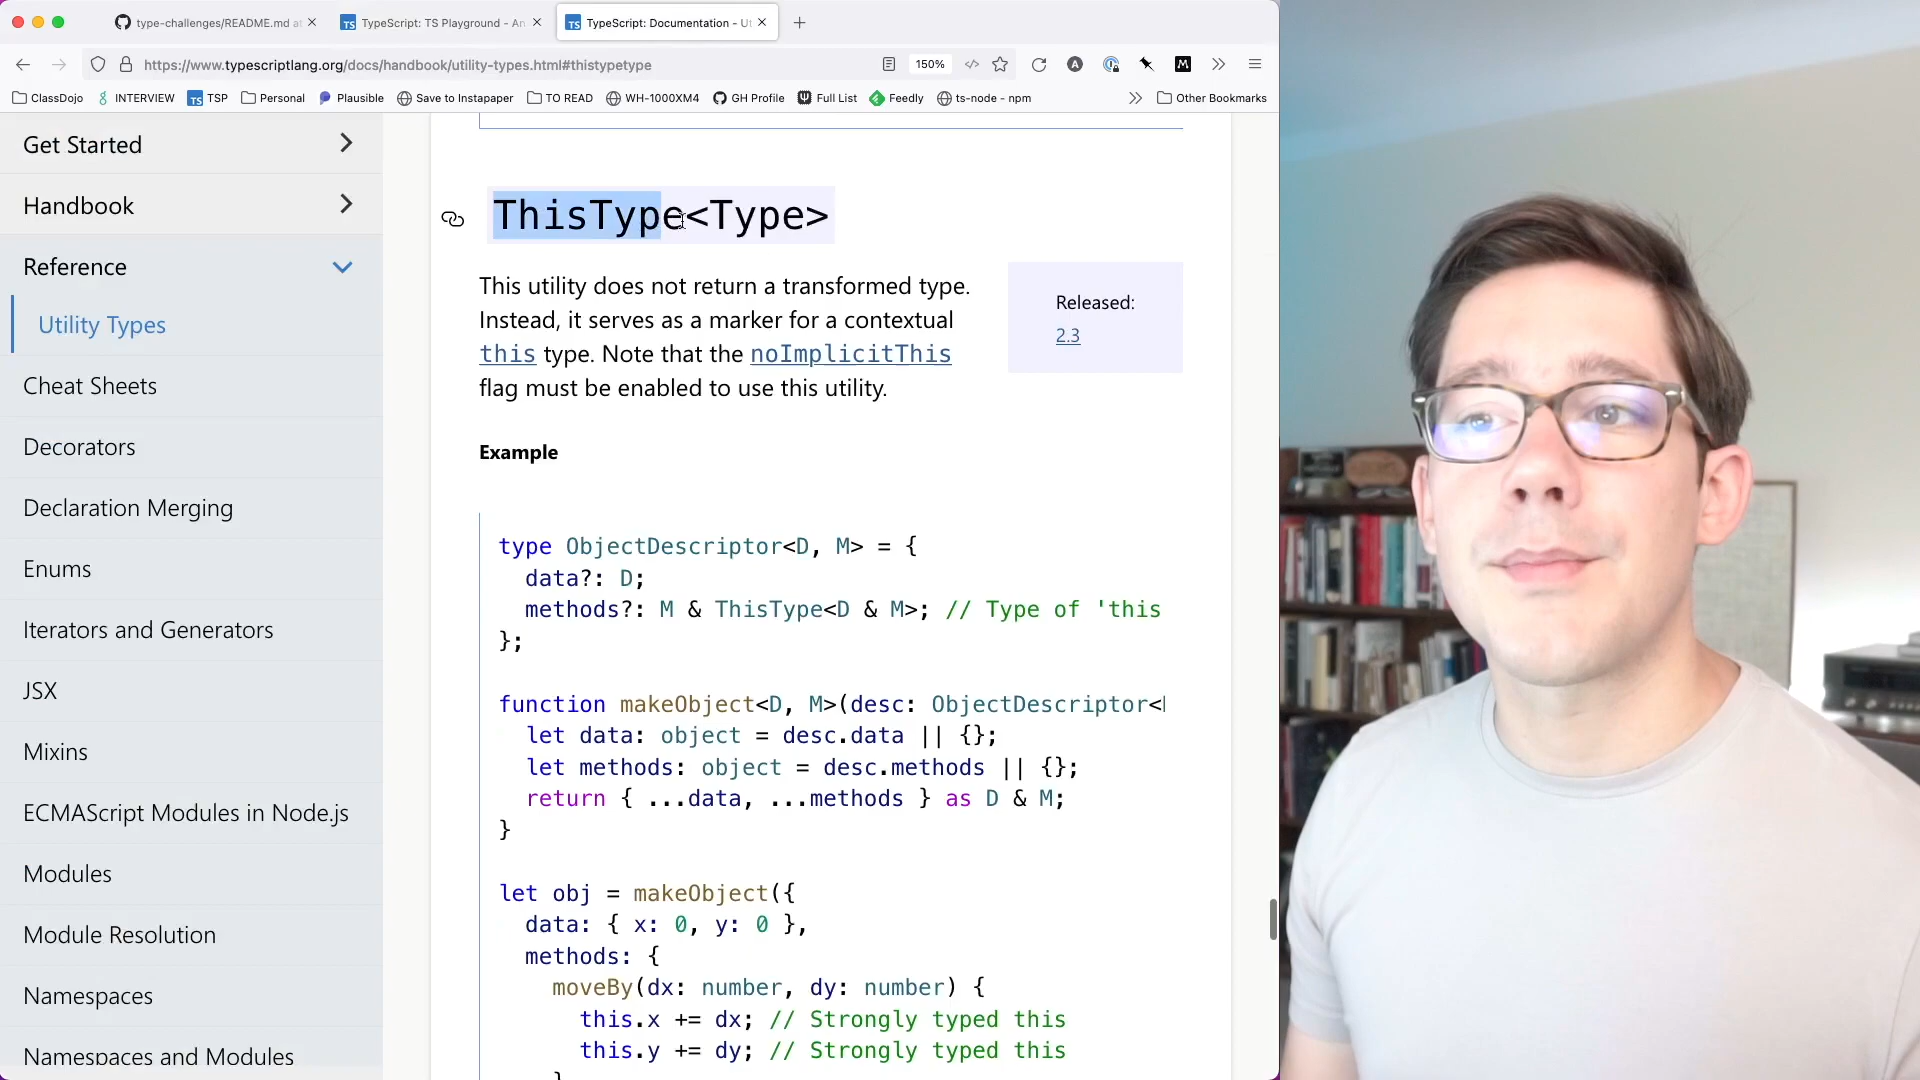 type-challenges/README.md at
TypeScript: TS Playground - An
TypeScript: Documentation - Ut
https://www.typescriptlang.org/docs/handbook/utility-types.html#thistypetype
150%
ClassDojo
INTERVIEW
TSP
Personal
Plausible
Save to Instapaper
TO READ
WH-1000XM4
GH Profile
Full List
Feedly
ts-node - npm
Other Bookmarks
Get Started
Handbook
Reference
Utility Types
Cheat Sheets
Decorators
Declaration Merging
Enums
Iterators and Generators
JSX
Mixins
ECMAScript Modules in Node.js
Modules
Module Resolution
Namespaces
Namespaces and Modules
ThisType<Type>
This utility does not return a transformed type.
Instead, it serves as a marker for a contextual
this type. Note that the noImplicitThis
flag must be enabled to use this utility.
Released:
2.3
Example
type ObjectDescriptor<D, M> = {
data?: D;
methods?: M & ThisType<D & M>; // Type of 'this
};
function makeObject<D, M>(desc: ObjectDescriptor<
let data: object = desc.data || {};
let methods: object = desc.methods || {};
return { ...data, ...methods } as D & M;
}
let obj = makeObject({
data: { x: 0, y: 0 },
methods: {
moveBy(dx: number, dy: number) {
this.x += dx; // Strongly typed this
this.y += dy; // Strongly typed this